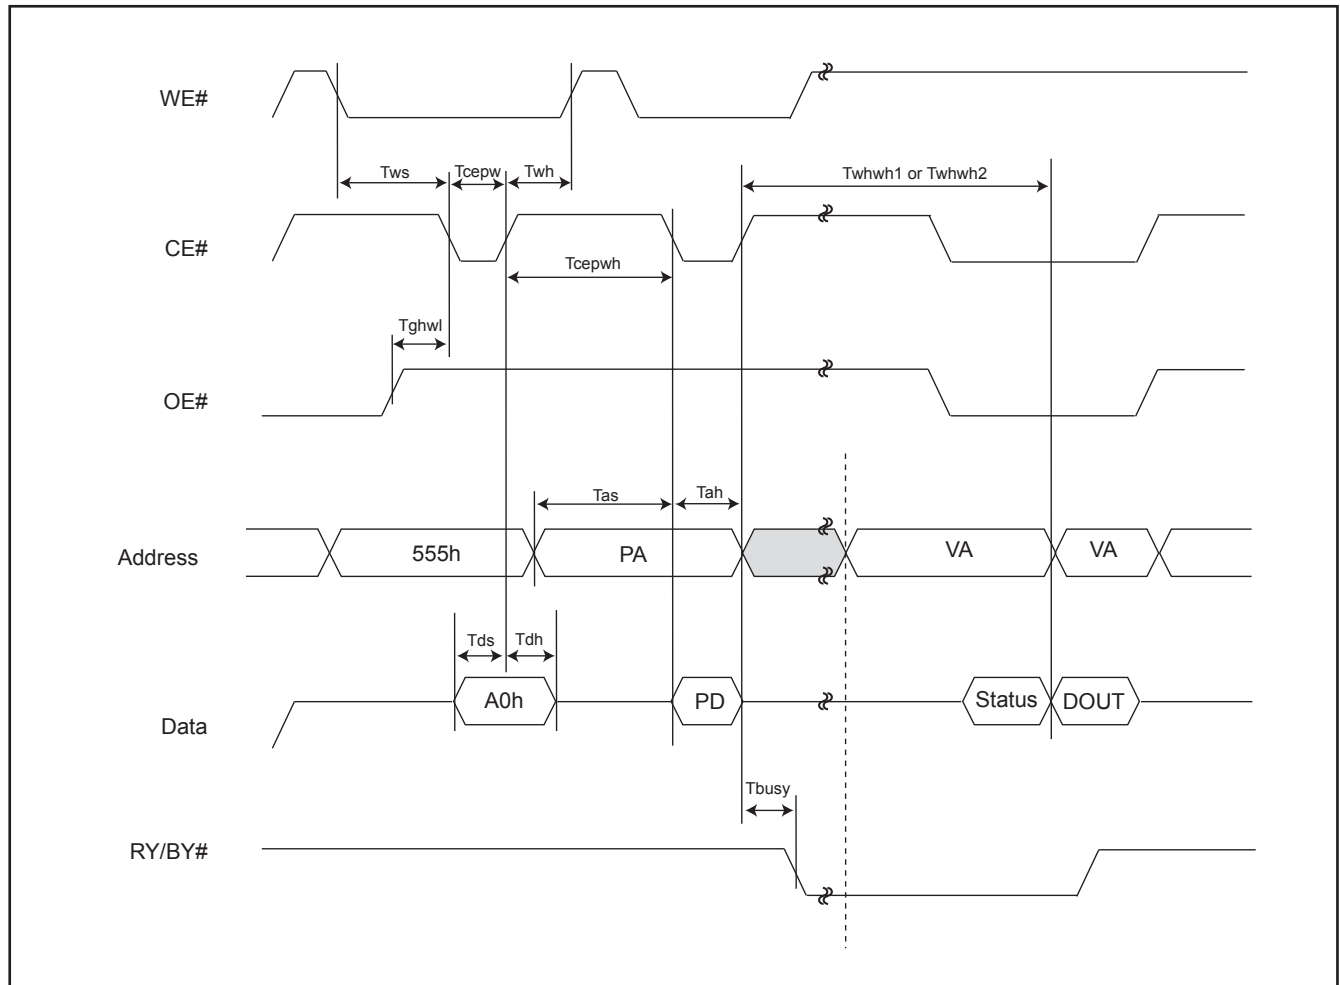 WE#
Tws
Tcepw
Twh
Twhwh1 or Twhwh2
CE#
Tcepwh
Tghwl
OE#
Tas
Tah
Address
555h
PA
VA
VA
Tds
Tdh
A0h
PD
Status
DOUT
Data
Tbusy
RY/BY#